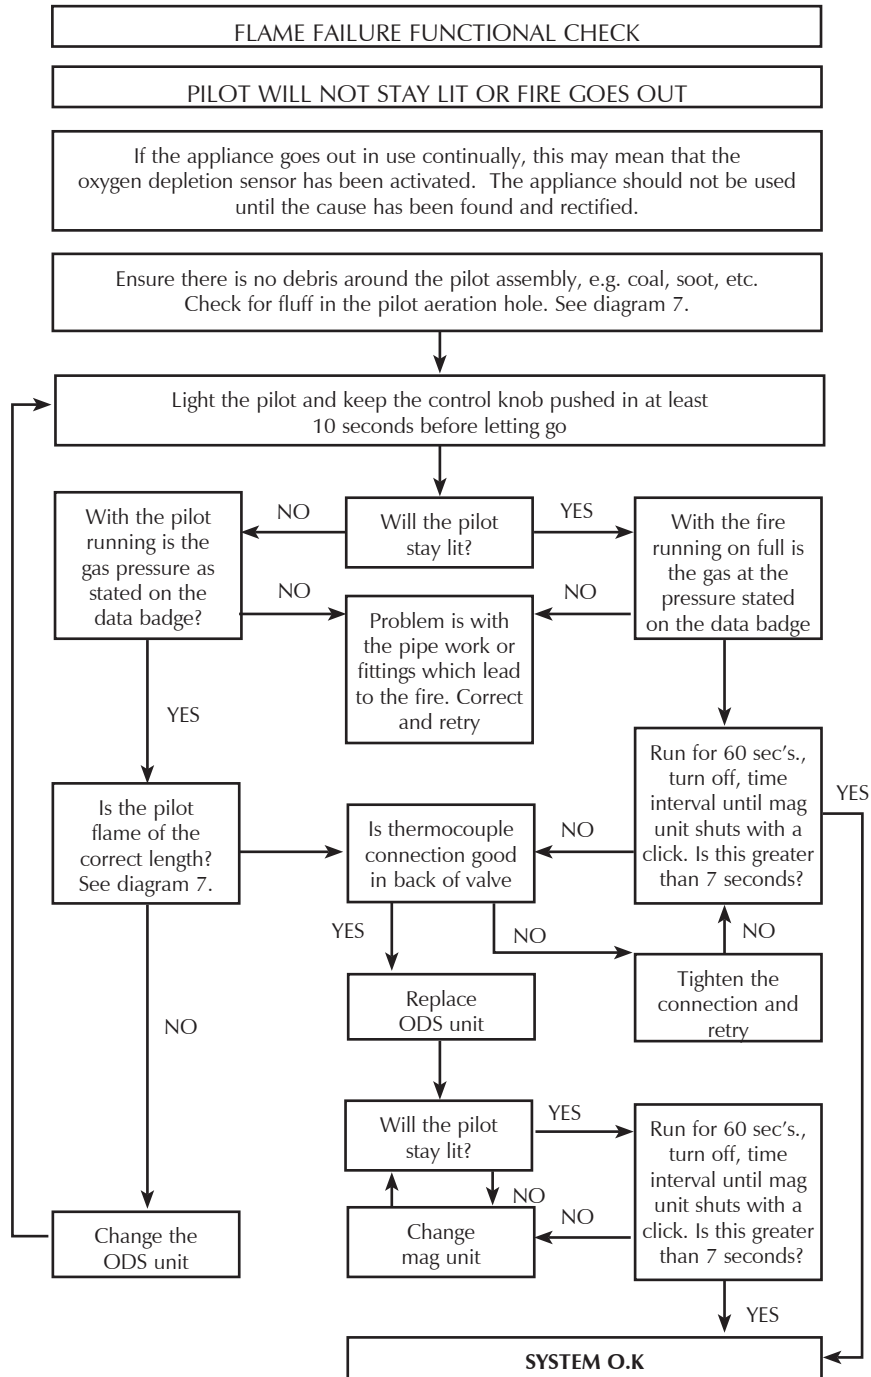 FLAME FAILURE FUNCTIONAL CHECK
PILOT WILL NOT STAY LIT OR FIRE GOES OUT
If the appliance goes out in use continually, this may mean that the
oxygen depletion sensor has been activated. The appliance should not be used
until the cause has been found and rectified.
Ensure there is no debris around the pilot assembly, e.g. coal, soot, etc.
Check for fluff in the pilot aeration hole. See diagram 7.
Light the pilot and keep the control knob pushed in at least
10 seconds before letting go
With the pilot
running is the
gas pressure as
stated on the
data badge?
NO
Will the pilot
stay lit?
YES
With the fire
running on full is
the gas at the
pressure stated
on the data badge
NO
Problem is with
the pipe work or
fittings which lead
to the fire. Correct
and retry
NO
YES
Is the pilot
flame of the
correct length?
See diagram 7.
Is thermocouple
connection good
in back of valve
NO
Run for 60 sec's.,
turn off, time
interval until mag
unit shuts with a
click. Is this greater
than 7 seconds?
YES
YES
NO
NO
Tighten the
connection and
retry
Replace
ODS unit
NO
Will the pilot
stay lit?
YES
Run for 60 sec's.,
turn off, time
interval until mag
unit shuts with a
click. Is this greater
than 7 seconds?
NO
NO
Change
mag unit
Change the
ODS unit
YES
SYSTEM O.K